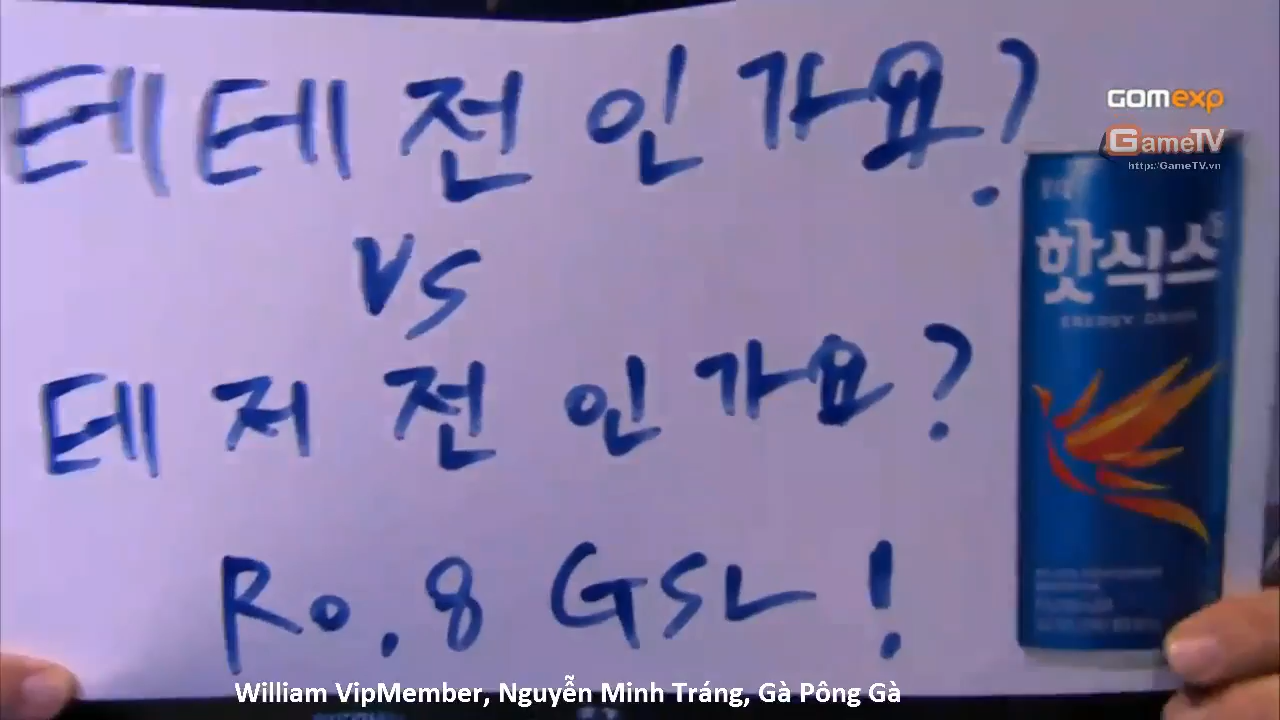 테테전인가요?
GOMexp
GameTV
http://GameTV.vn
vs
핫식스
ENERGY DRINK
테저전인가요?
Ro.8 GSL!
William VipMember, Nguyễn Minh Tráng, Gà Pông Gà